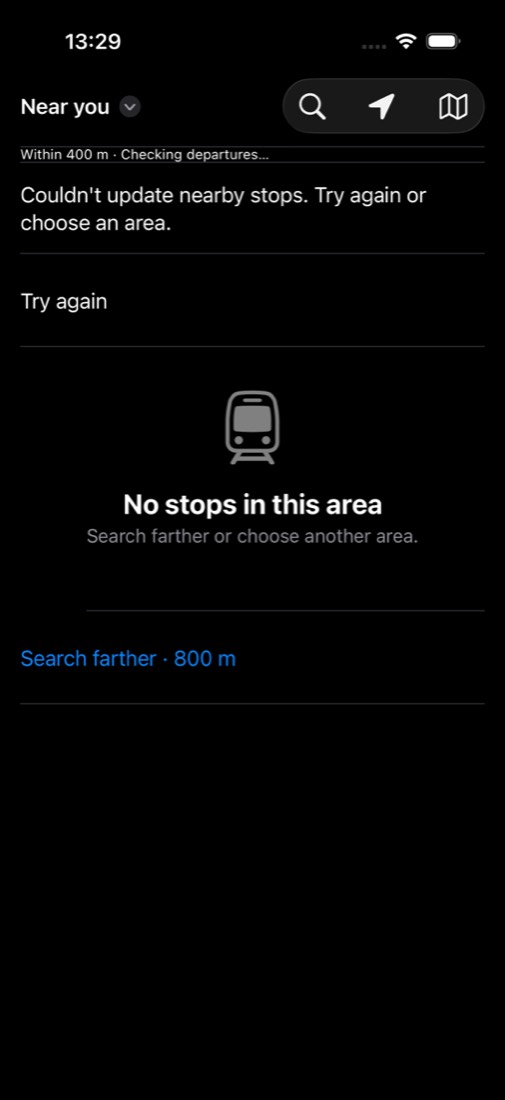 13:29
Near you
Within 400 m · Checking departures...
Couldn't update nearby stops. Try again or
choose an area.
Try again
No stops in this area
Search farther or choose another area.
Search farther · 800 m